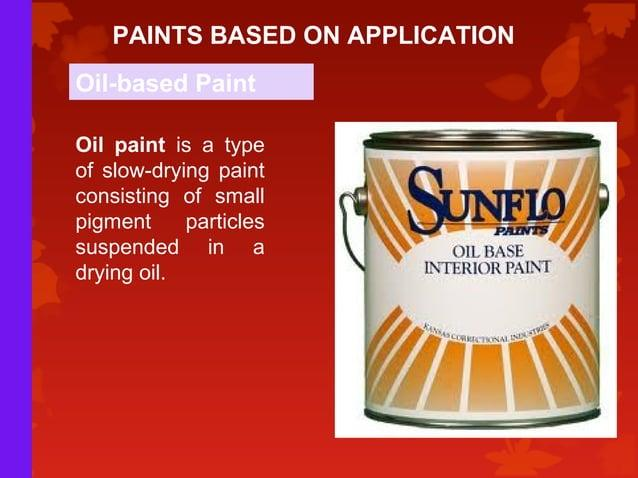 PAINTS BASED ON APPLICATION
Oil-based Paint
Oil paint is a type
of slow-drying paint
consisting of small
pigment particles
suspended in a
drying oil.
SUNFLO
PAINTS
OIL BASE
INTERIOR PAINT
KANSAS CORRECTIONAL INDUSTRIES